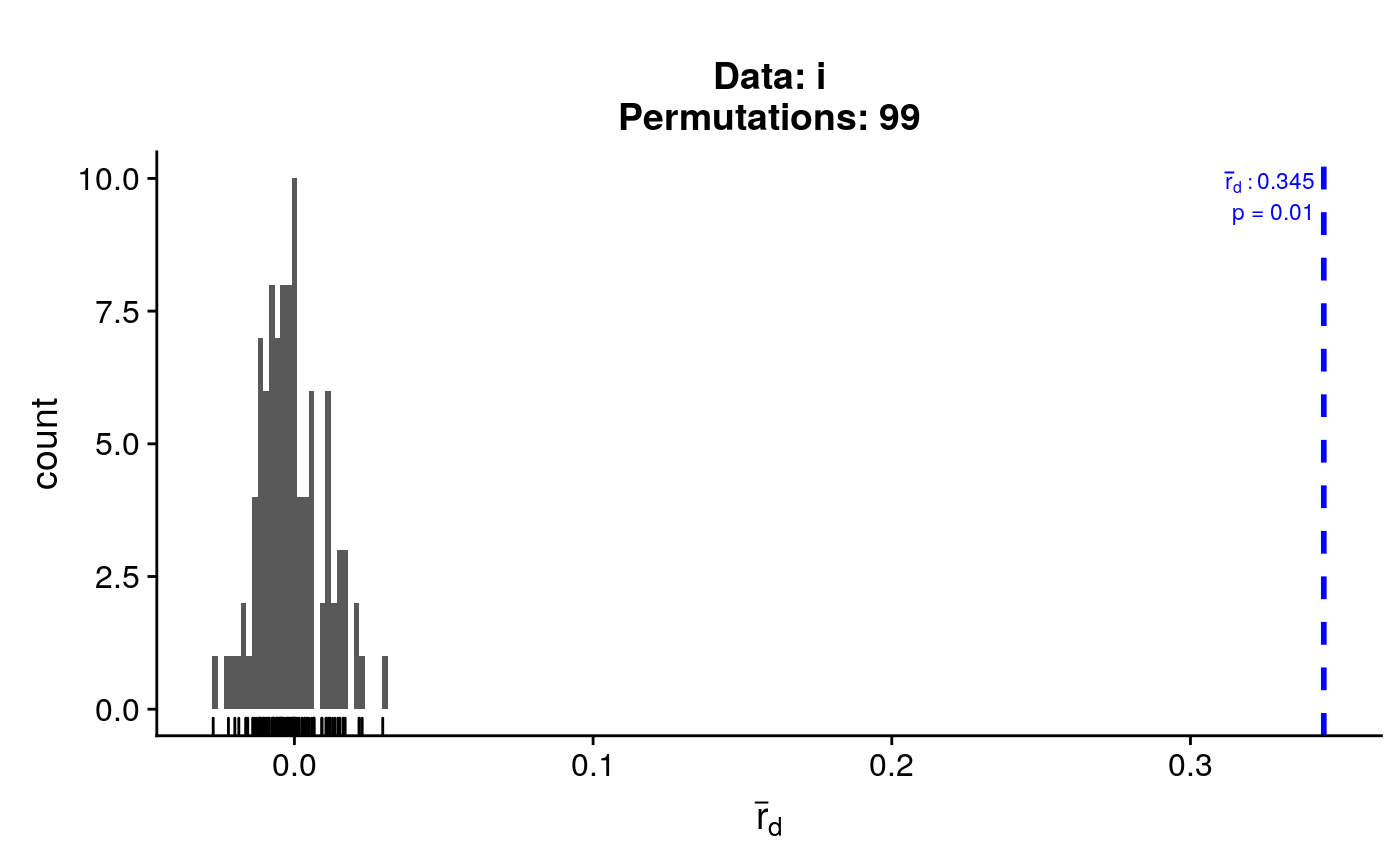 Data: i
Permutations: 99
r̄d : 0.345
p = 0.01
10.0
7.5
5.0
2.5
0.0
count
0.0 0.1 0.2 0.3
r̄d